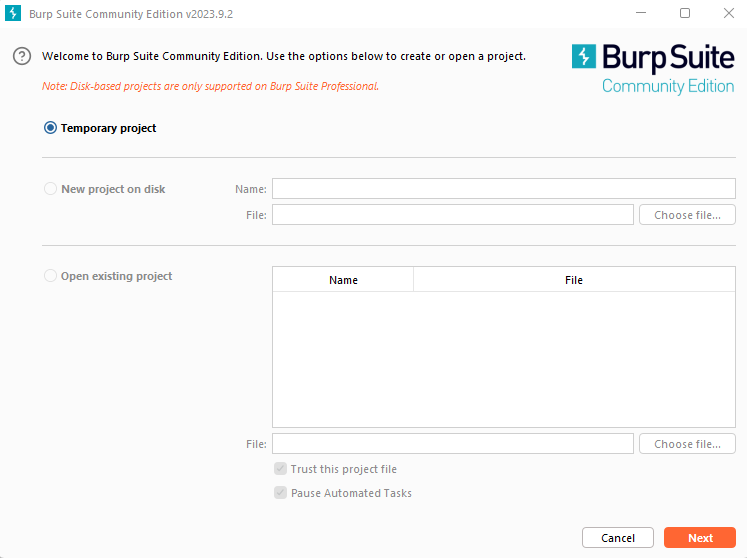 Burp Suite Community Edition v2023.9.2
Welcome to Burp Suite Community Edition. Use the options below to create or open a project.
Note: Disk-based projects are only supported on Burp Suite Professional.
Burp Suite
Community Edition
Temporary project
New project on disk
Name:
File:
Choose file...
Open existing project
Name
File
File:
Choose file...
Trust this project file
Pause Automated Tasks
Cancel
Next